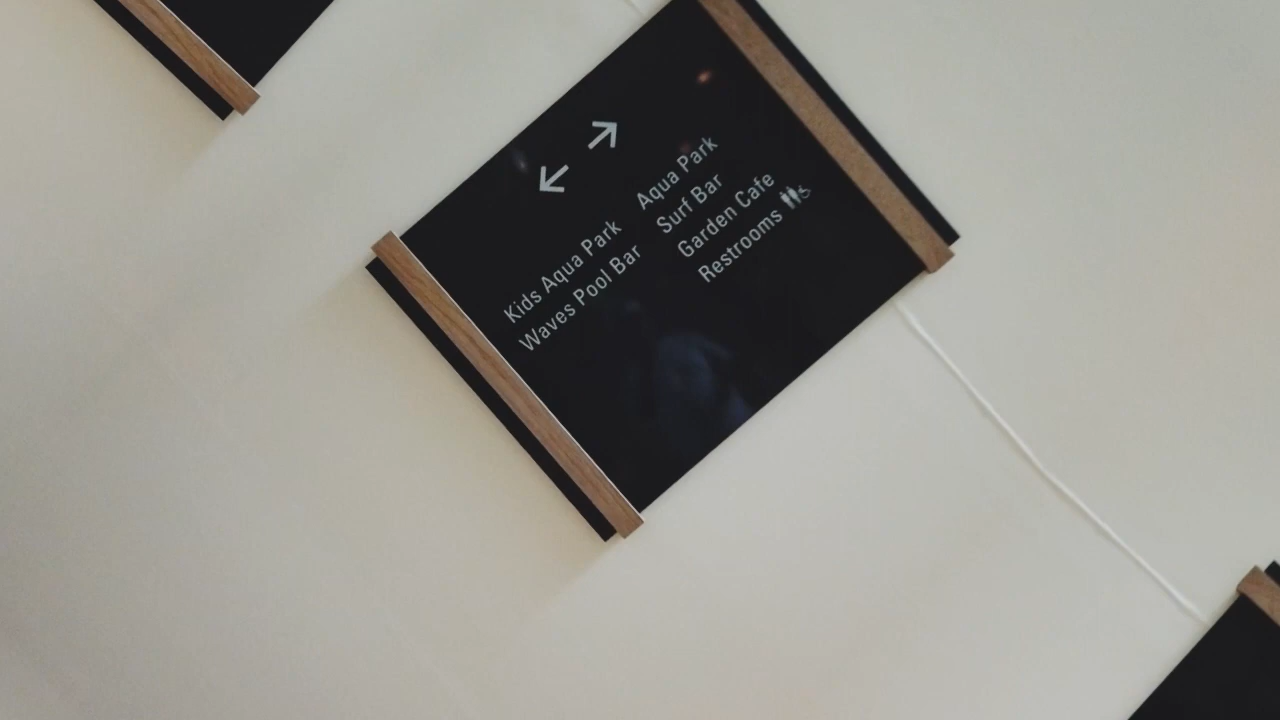 Kids Aqua Park
Waves Pool Bar
Aqua Park
Surf Bar
Garden Cafe
Restrooms